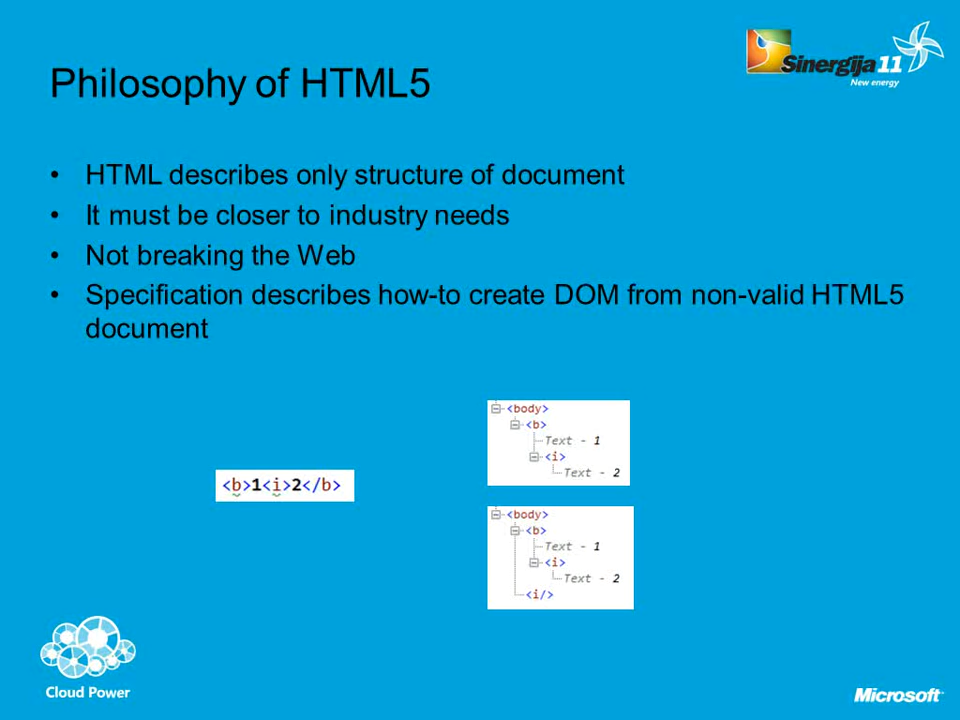 Sinergija 11
New energy
Philosophy of HTML5
• HTML describes only structure of document
• It must be closer to industry needs
• Not breaking the Web
• Specification describes how-to create DOM from non-valid HTML5
document
<b>1<i>2</b>
<body>
<b>
Text - 1
<i>
Text - 2
<body>
<b>
Text - 1
<i>
Text - 2
<i/>
Cloud Power
Microsoft